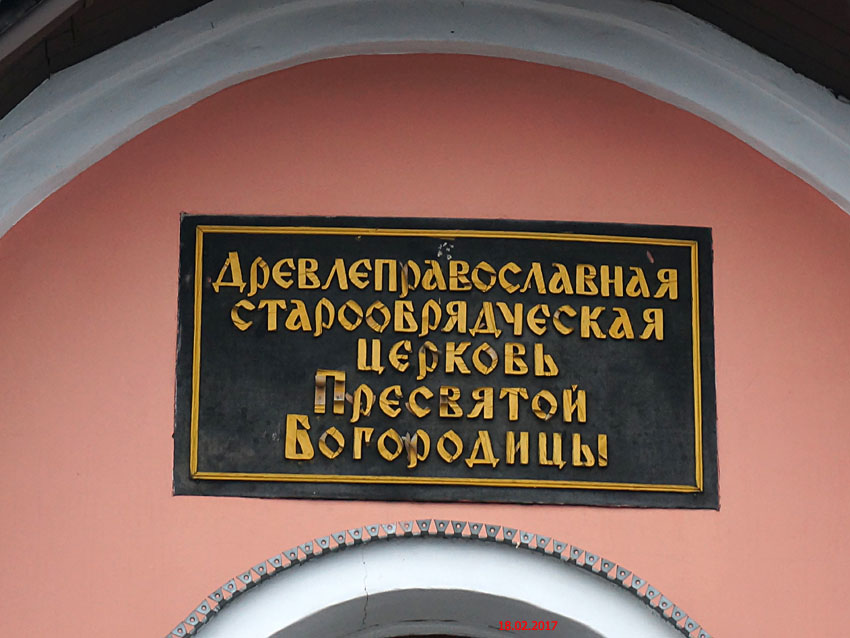 Древлеправославная
старообрядческая
церковь
Пресвятой
Богородицы
18.02.2017